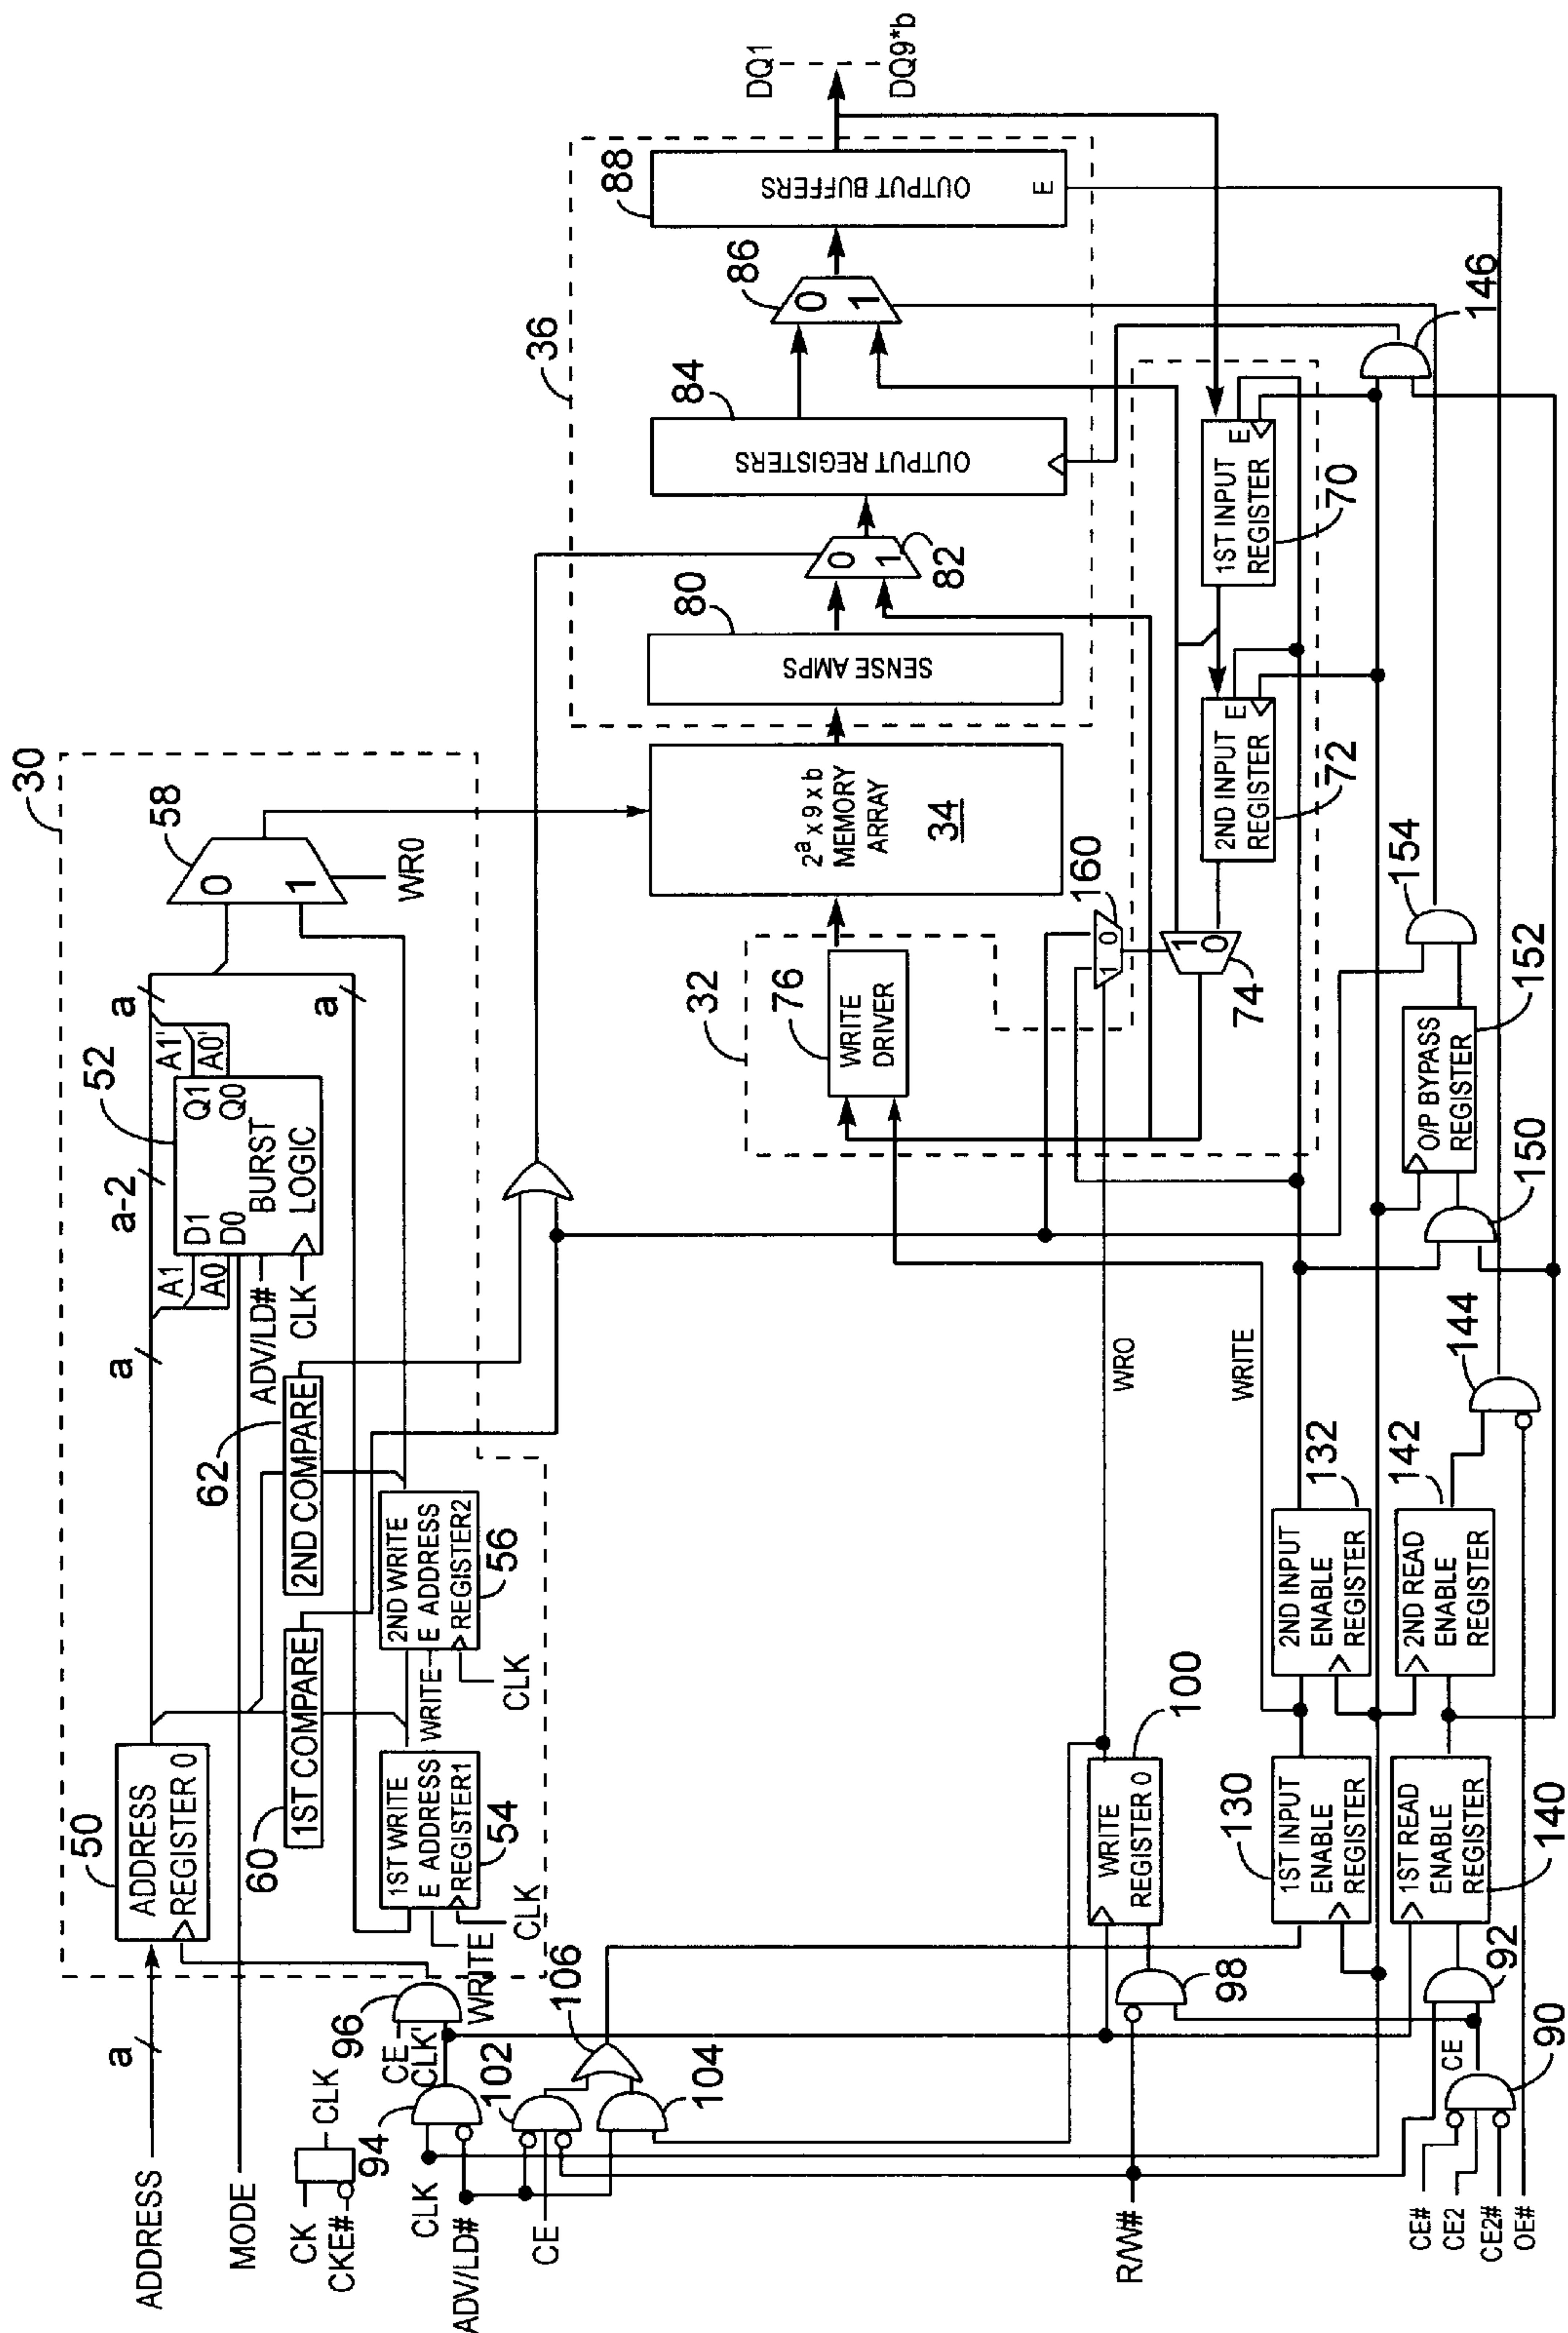 ADDRESS
a
50
ADDRESS
REGISTER 0
a
a-2
a
a
A1
A0
D1
D0
Q1
Q0
A1'
A0'
BURST
LOGIC
52
ADV/LD#
CLK
58
0
1
WR0
30
MODE
60
1ST COMPARE
62
2ND COMPARE
1ST WRITE
E ADDRESS
REGISTER1
54
WRITE
CLK
2ND WRITE
E ADDRESS
REGISTER2
56
WRITE
CLK
CK
CKE#
CLK
94
CLK
ADV/LD#
CE
CLK'
96
102
CE
104
106
36
80
SENSE AMPS
82
0
1
84
OUTPUT REGISTERS
86
0
1
88
OUTPUT BUFFERS
E
DQ1
DQ9*b
2a x 9 x b
MEMORY
ARRAY
34
32
76
WRITE
DRIVER
160
1
0
74
1
0
2ND INPUT
E
REGISTER
72
1ST INPUT
E
REGISTER
70
R/W#
98
WRITE
REGISTER 0
100
WRO
WRITE
130
1ST INPUT
ENABLE
REGISTER
2ND INPUT
ENABLE
REGISTER
132
1ST READ
ENABLE
REGISTER
140
2ND READ
ENABLE
REGISTER
142
144
150
O/P BYPASS
REGISTER
152
154
146
CE#
CE2
CE2#
OE#
CE
90
92